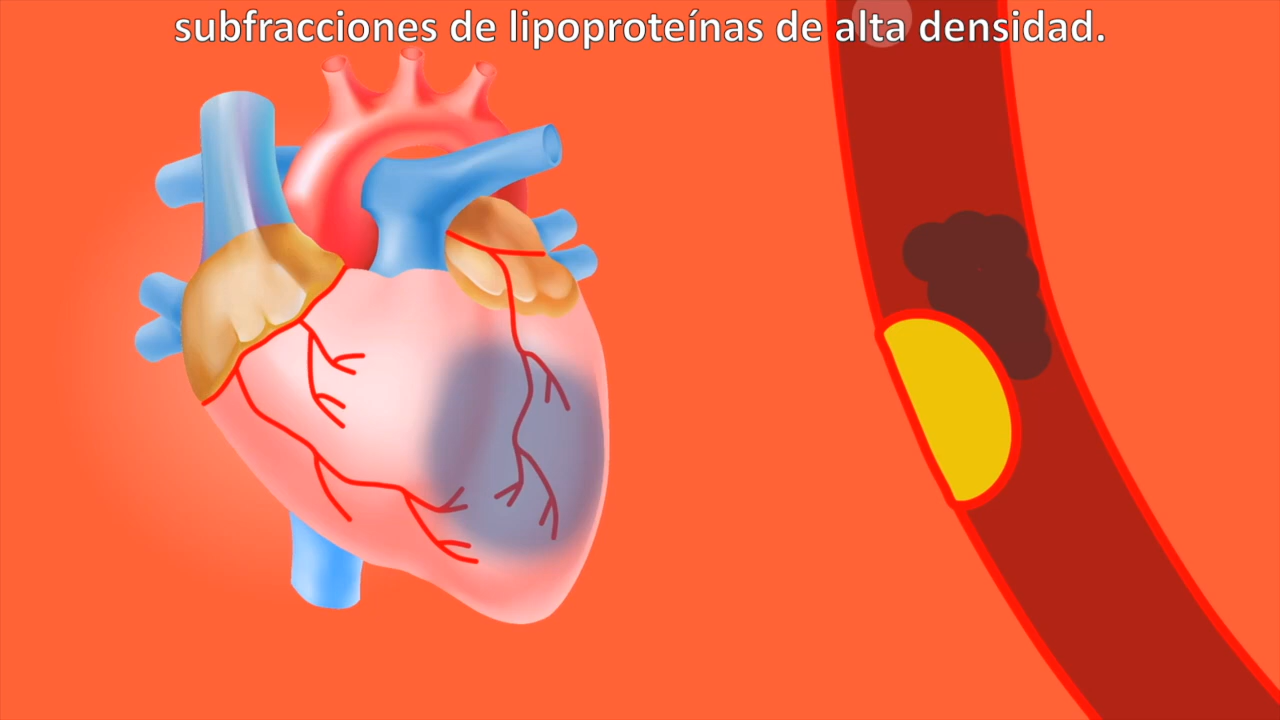 subfracciones de lipoproteínas de alta densidad.